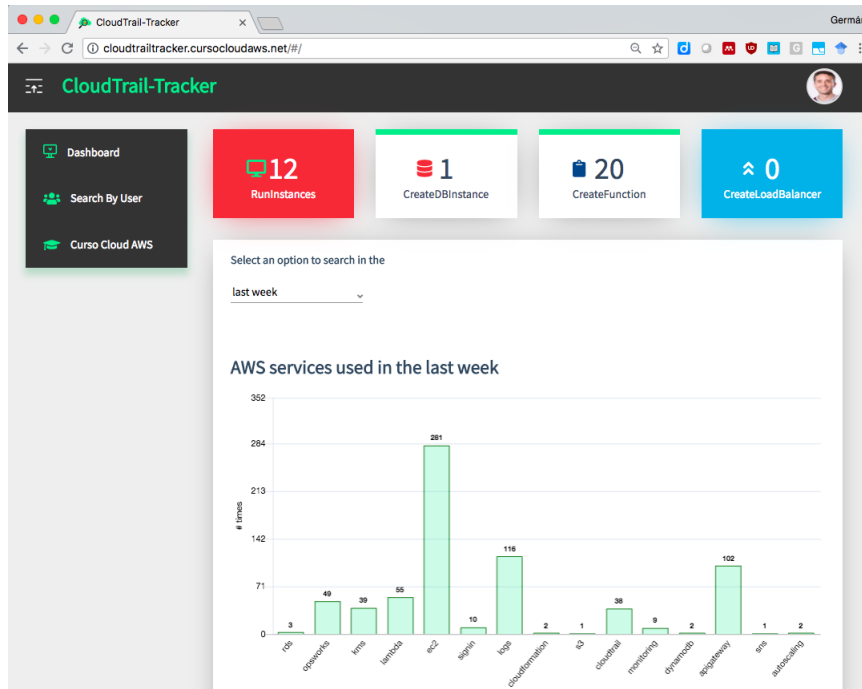 CloudTrail-Tracker
Germá
cloudtrailtracker.cursocloudaws.net/#/
CloudTrail-Tracker
Dashboard
Search By User
Curso Cloud AWS
12
RunInstances
1
CreateDBInstance
20
CreateFunction
0
CreateLoadBalancer
Select an option to search in the
last week
AWS services used in the last week
# times
352
284
213
142
71
0
3
49
39
55
281
10
116
2
1
38
9
2
102
1
2
rds
opsworks
kms
lambda
ec2
signin
logs
cloudformation
s3
cloudtrail
monitoring
dynamodb
apigateway
sns
autoscaling